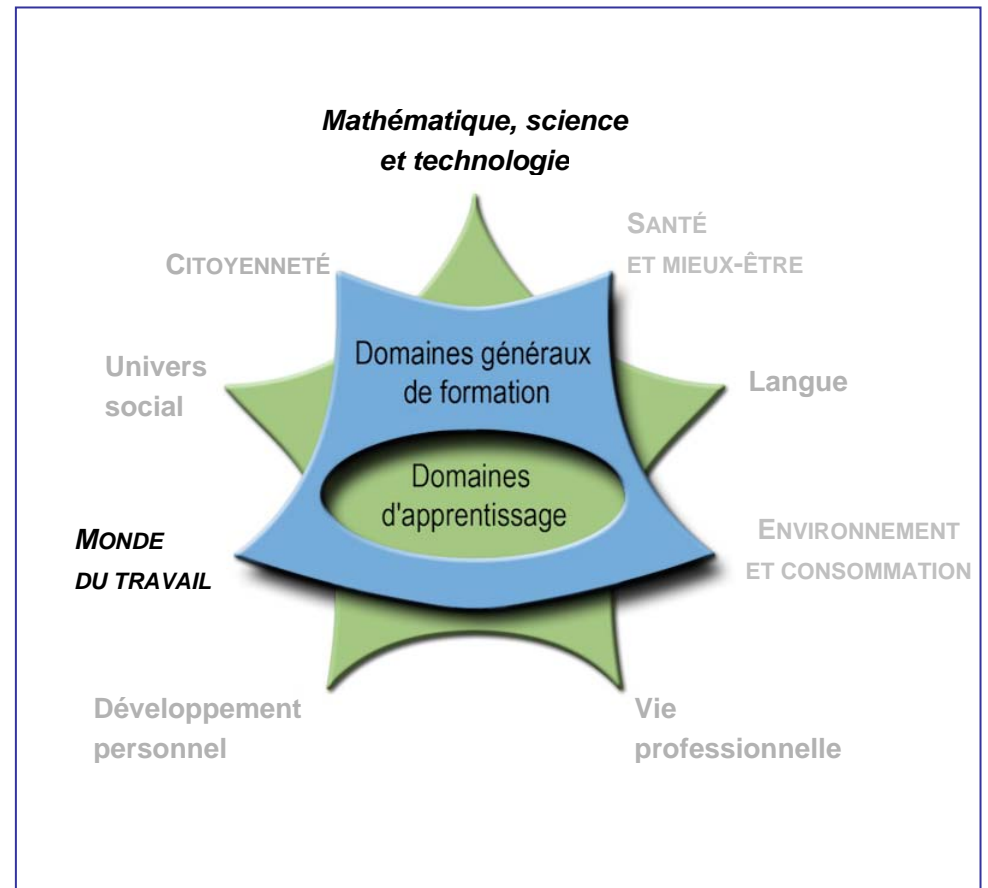 Mathématique, science
et technologie
SANTÉ
ET MIEUX-ÊTRE
CITOYENNETÉ
Domaines généraux
de formation
Univers
social
Langue
Domaines
d'apprentissage
MONDE
DU TRAVAIL
ENVIRONNEMENT
ET CONSOMMATION
Développement
personnel
Vie
professionnelle